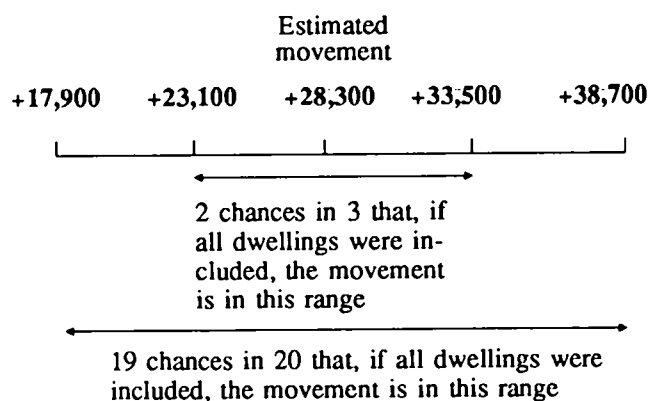 Estimated
movement
+17,900 +23,100 +28,300 +33,500 +38,700
2 chances in 3 that, if
all dwellings were in-
cluded, the movement
is in this range
19 chances in 20 that, if all dwellings were
included, the movement is in this range